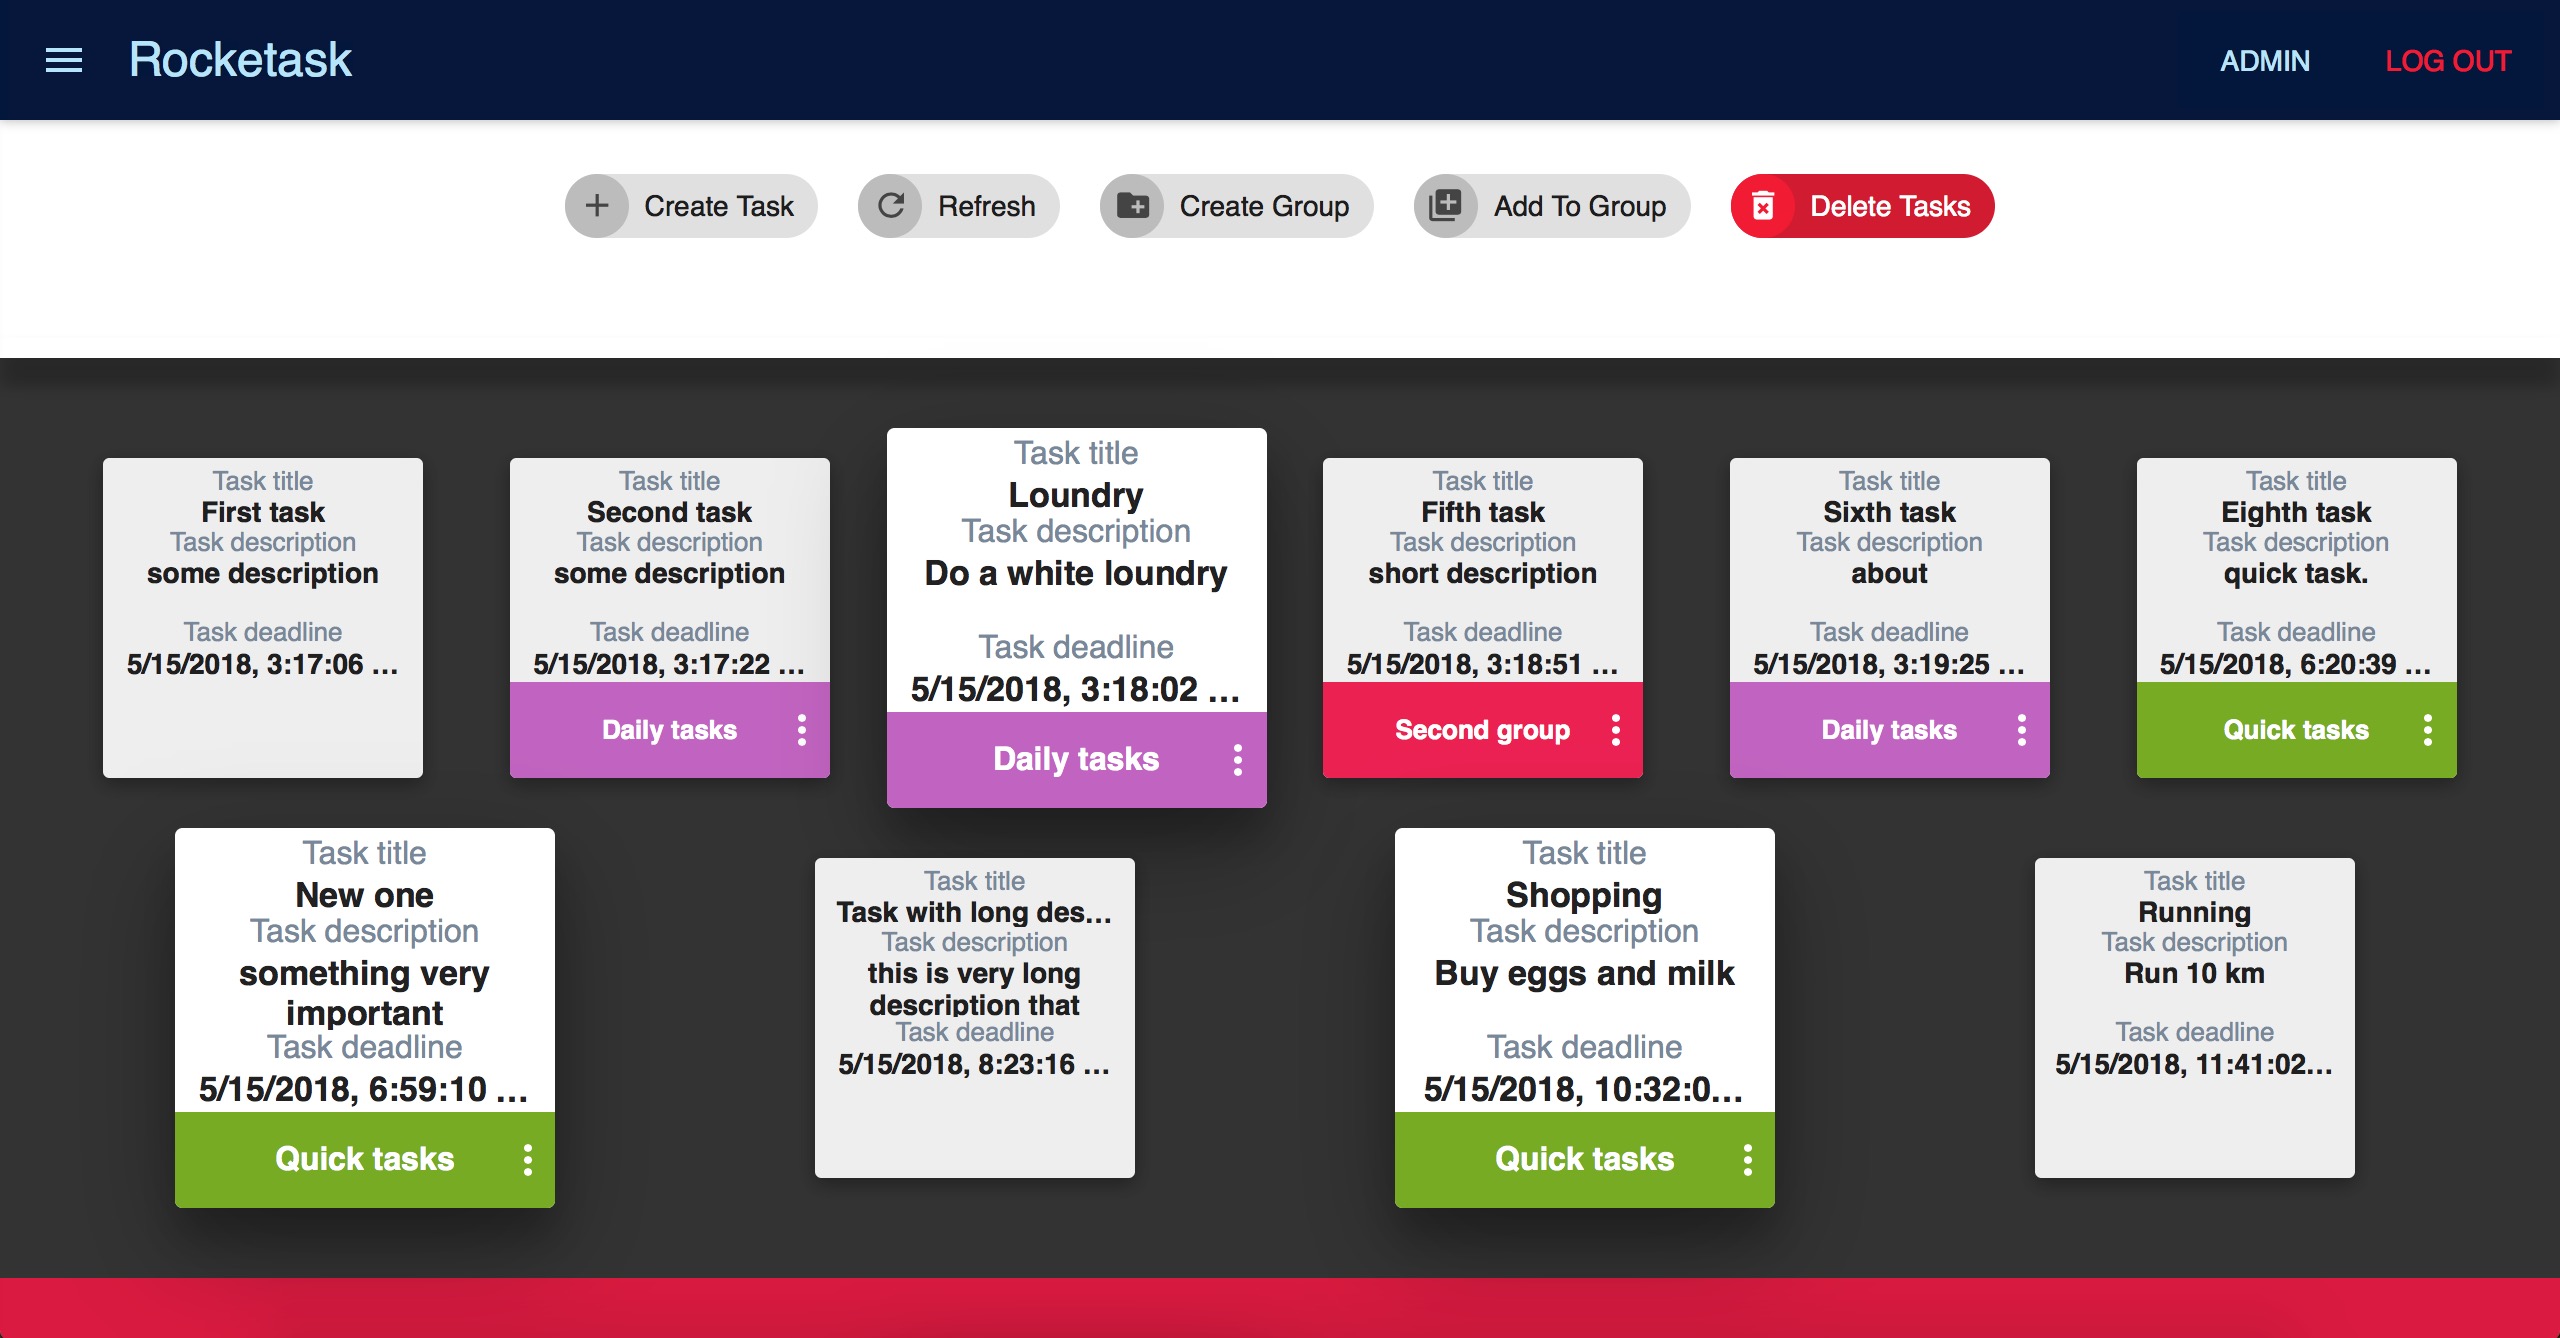 Rocketask
ADMIN
LOG OUT
Create Task
Refresh
Create Group
Add To Group
Delete Tasks
Task title
First task
Task description
some description
Task deadline
5/15/2018, 3:17:06 ...
Task title
Second task
Task description
some description
Task deadline
5/15/2018, 3:17:22 ...
Daily tasks
Task title
Loundry
Task description
Do a white loundry
Task deadline
5/15/2018, 3:18:02 ...
Daily tasks
Task title
Fifth task
Task description
short description
Task deadline
5/15/2018, 3:18:51 ...
Second group
Task title
Sixth task
Task description
about
Task deadline
5/15/2018, 3:19:25 ...
Daily tasks
Task title
Eighth task
Task description
quick task.
Task deadline
5/15/2018, 6:20:39 ...
Quick tasks
Task title
New one
Task description
something very
important
Task deadline
5/15/2018, 6:59:10 ...
Quick tasks
Task title
Task with long des...
Task description
this is very long
description that
Task deadline
5/15/2018, 8:23:16 ...
Task title
Shopping
Task description
Buy eggs and milk
Task deadline
5/15/2018, 10:32:0...
Quick tasks
Task title
Running
Task description
Run 10 km
Task deadline
5/15/2018, 11:41:02...